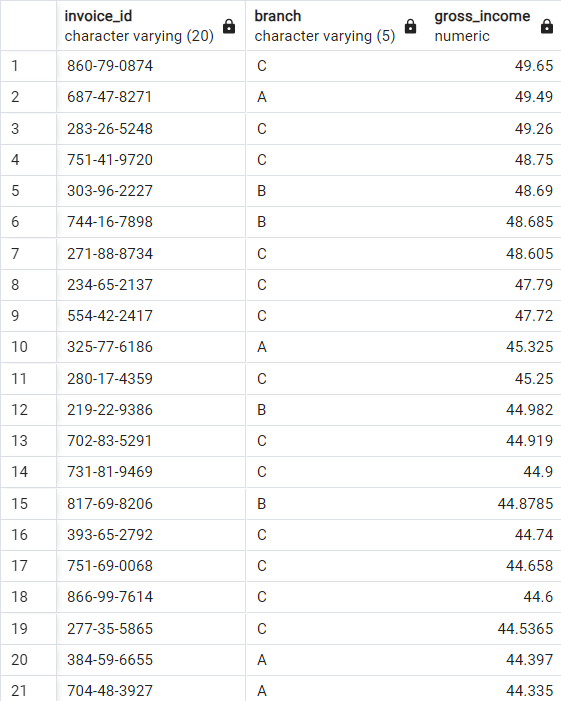 invoice_id branch gross_income
character varying (20) character varying (5) numeric
1 860-79-0874 C 49.65
2 687-47-8271 A 49.49
3 283-26-5248 C 49.26
4 751-41-9720 C 48.75
5 303-96-2227 B 48.69
6 744-16-7898 B 48.685
7 271-88-8734 C 48.605
8 234-65-2137 C 47.79
9 554-42-2417 C 47.72
10 325-77-6186 A 45.325
11 280-17-4359 C 45.25
12 219-22-9386 B 44.982
13 702-83-5291 C 44.919
14 731-81-9469 C 44.9
15 817-69-8206 B 44.8785
16 393-65-2792 C 44.74
17 751-69-0068 C 44.658
18 866-99-7614 C 44.6
19 277-35-5865 C 44.5365
20 384-59-6655 A 44.397
21 704-48-3927 A 44.335